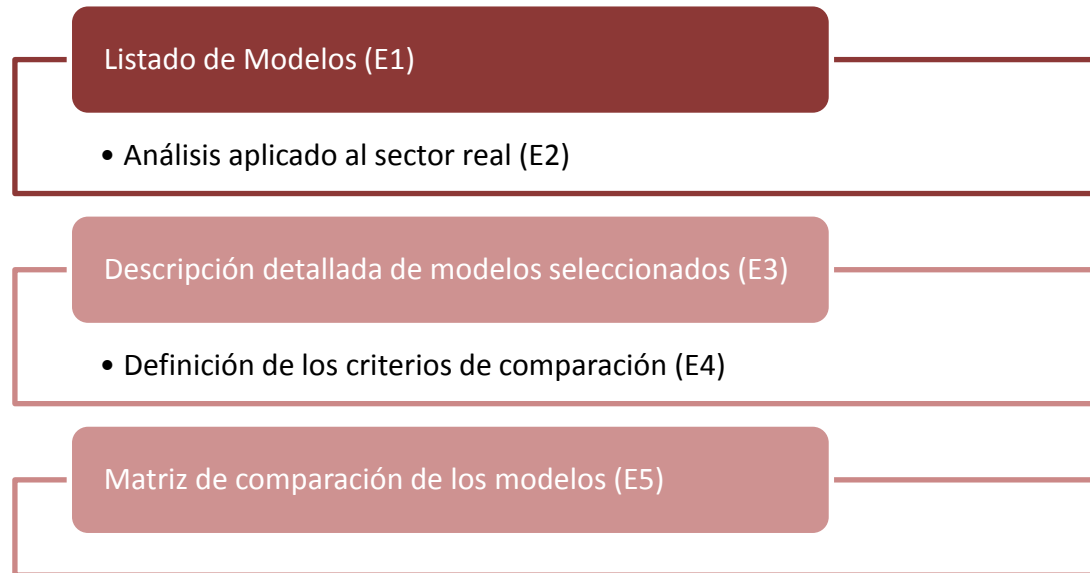 Listado de Modelos (E1)
• Análisis aplicado al sector real (E2)
Descripción detallada de modelos seleccionados (E3)
• Definición de los criterios de comparación (E4)
Matriz de comparación de los modelos (E5)